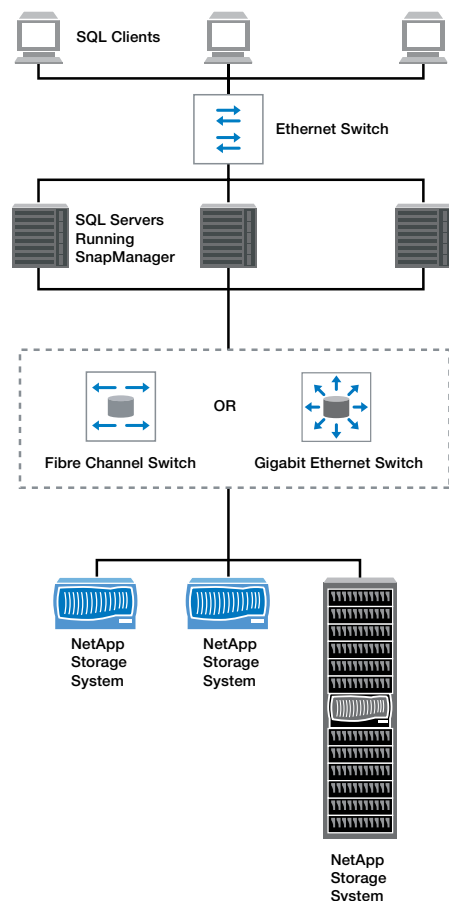 SQL Clients
Ethernet Switch
SQL Servers
Running
SnapManager
OR
Fibre Channel Switch
Gigabit Ethernet Switch
NetApp
Storage
System
NetApp
Storage
System
NetApp
Storage
System